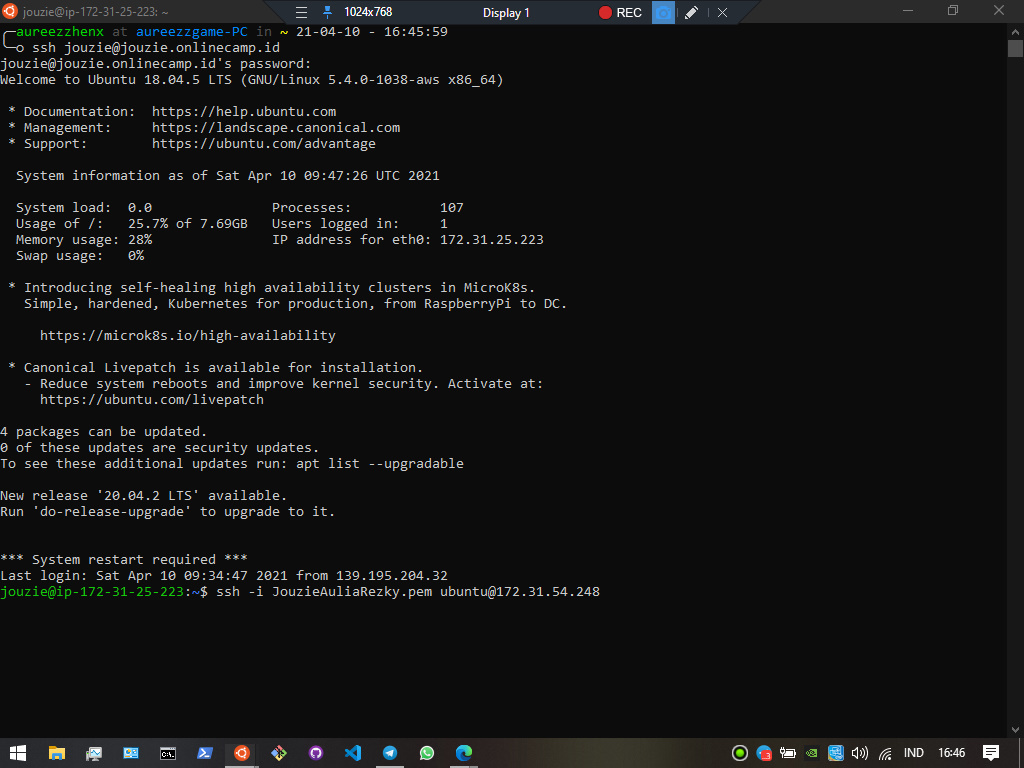 jouzie@ip-172-31-25-223: ~
1024x768
Display 1
REC
aureezzhenx at aureezzgame-PC in ~ 21-04-10 - 16:45:59
o ssh jouzie@jouzie.onlinecamp.id
jouzie@jouzie.onlinecamp.id's password:
Welcome to Ubuntu 18.04.5 LTS (GNU/Linux 5.4.0-1038-aws x86_64)
* Documentation:  https://help.ubuntu.com
* Management:     https://landscape.canonical.com
* Support:        https://ubuntu.com/advantage
System information as of Sat Apr 10 09:47:26 UTC 2021
System load:  0.0               Processes:           107
Usage of /:   25.7% of 7.69GB   Users logged in:     1
Memory usage: 28%               IP address for eth0: 172.31.25.223
Swap usage:   0%
* Introducing self-healing high availability clusters in MicroK8s.
Simple, hardened, Kubernetes for production, from RaspberryPi to DC.
https://microk8s.io/high-availability
* Canonical Livepatch is available for installation.
- Reduce system reboots and improve kernel security. Activate at:
https://ubuntu.com/livepatch
4 packages can be updated.
0 of these updates are security updates.
To see these additional updates run: apt list --upgradable
New release '20.04.2 LTS' available.
Run 'do-release-upgrade' to upgrade to it.
*** System restart required ***
Last login: Sat Apr 10 09:34:47 2021 from 139.195.204.32
jouzie@ip-172-31-25-223:~$ ssh -i JouzieAuliaRezky.pem ubuntu@172.31.54.248
IND
16:46